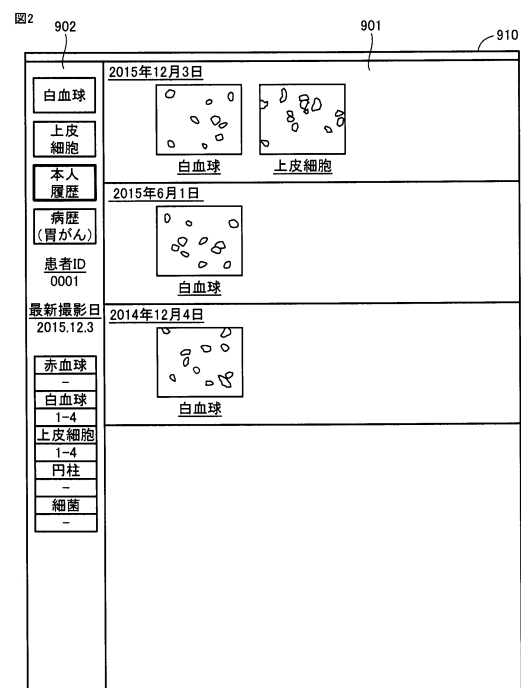 図2
902
901
910
白血球
上皮
細胞
本人
履歴
病歴
(胃がん)
患者ID
0001
最新撮影日
2015.12.3
赤血球
-
白血球
1-4
上皮細胞
1-4
円柱
-
細菌
-
2015年12月3日
白血球
上皮細胞
2015年6月1日
白血球
2014年12月4日
白血球